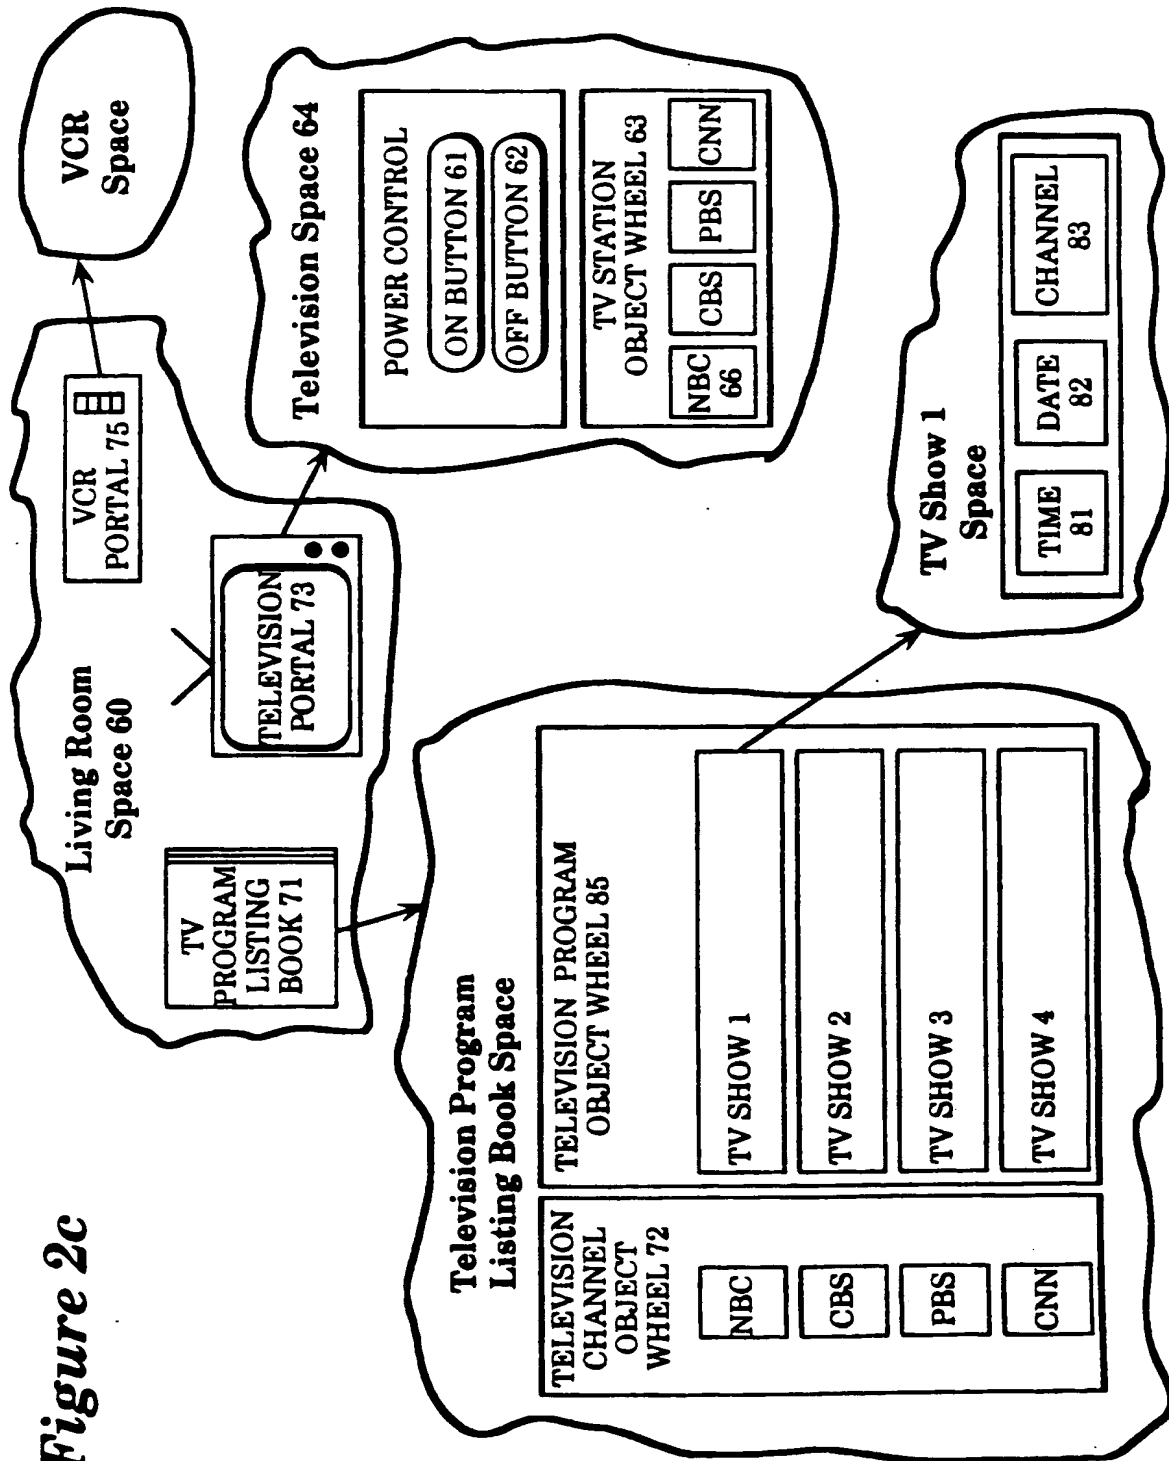 Figure 2c
Living Room
Space 60
TV
PROGRAM
LISTING
BOOK 71
TELEVISION
PORTAL 73
VCR
PORTAL 75
VCR
Space
Television Space 64
POWER CONTROL
ON BUTTON 61
OFF BUTTON 62
TV STATION
OBJECT WHEEL 63
NBC
66
CBS
PBS
CNN
Television Program
Listing Book Space
TELEVISION
CHANNEL
OBJECT
WHEEL 72
NBC
CBS
PBS
CNN
TELEVISION PROGRAM
OBJECT WHEEL 85
TV SHOW 1
TV SHOW 2
TV SHOW 3
TV SHOW 4
TV Show 1
Space
TIME
81
DATE
82
CHANNEL
83